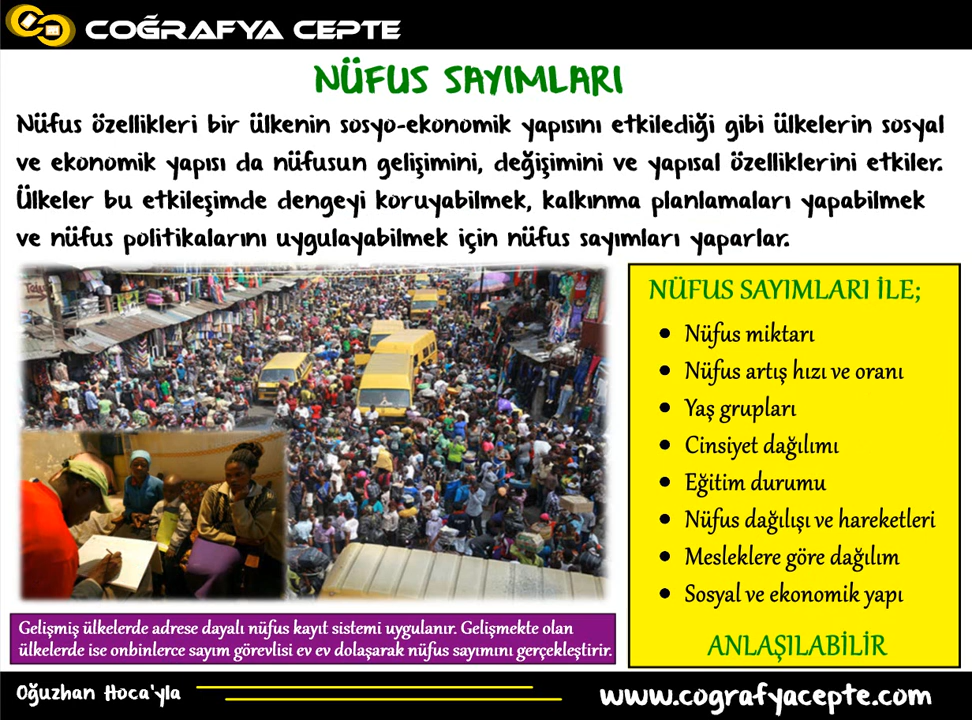 COĞRAFYA CEPTE
NÜFUS SAYIMLARI
Nüfus özellikleri bir ülkenin sosyo-ekonomik yapısını etkilediği gibi ülkelerin sosyal
ve ekonomik yapısı da nüfusun gelişimini, değişimini ve yapısal özelliklerini etkiler.
Ülkeler bu etkileşimde dengeyi koruyabilmek, kalkınma planlamaları yapabilmek
ve nüfus politikalarını uygulayabilmek için nüfus sayımları yaparlar.
NÜFUS SAYIMLARI İLE;
• Nüfus miktarı
• Nüfus artış hızı ve oranı
• Yaş grupları
• Cinsiyet dağılımı
• Eğitim durumu
• Nüfus dağılışı ve hareketleri
• Mesleklere göre dağılım
• Sosyal ve ekonomik yapı
ANLAŞILABİLİR
Gelişmiş ülkelerde adrese dayalı nüfus kayıt sistemi uygulanır. Gelişmekte olan
ülkelerde ise onbinlerce sayım görevlisi ev ev dolaşarak nüfus sayımını gerçekleştirir.
Oğuzhan Hoca'yla
www.cografyacepte.com